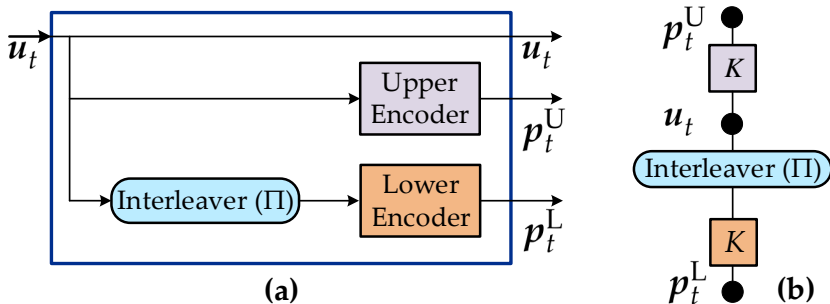 u_t
u_t
Upper
Encoder
p_t^U
Interleaver (Π)
Lower
Encoder
p_t^L
(a)
p_t^U
K
u_t
Interleaver (Π)
K
p_t^L
(b)